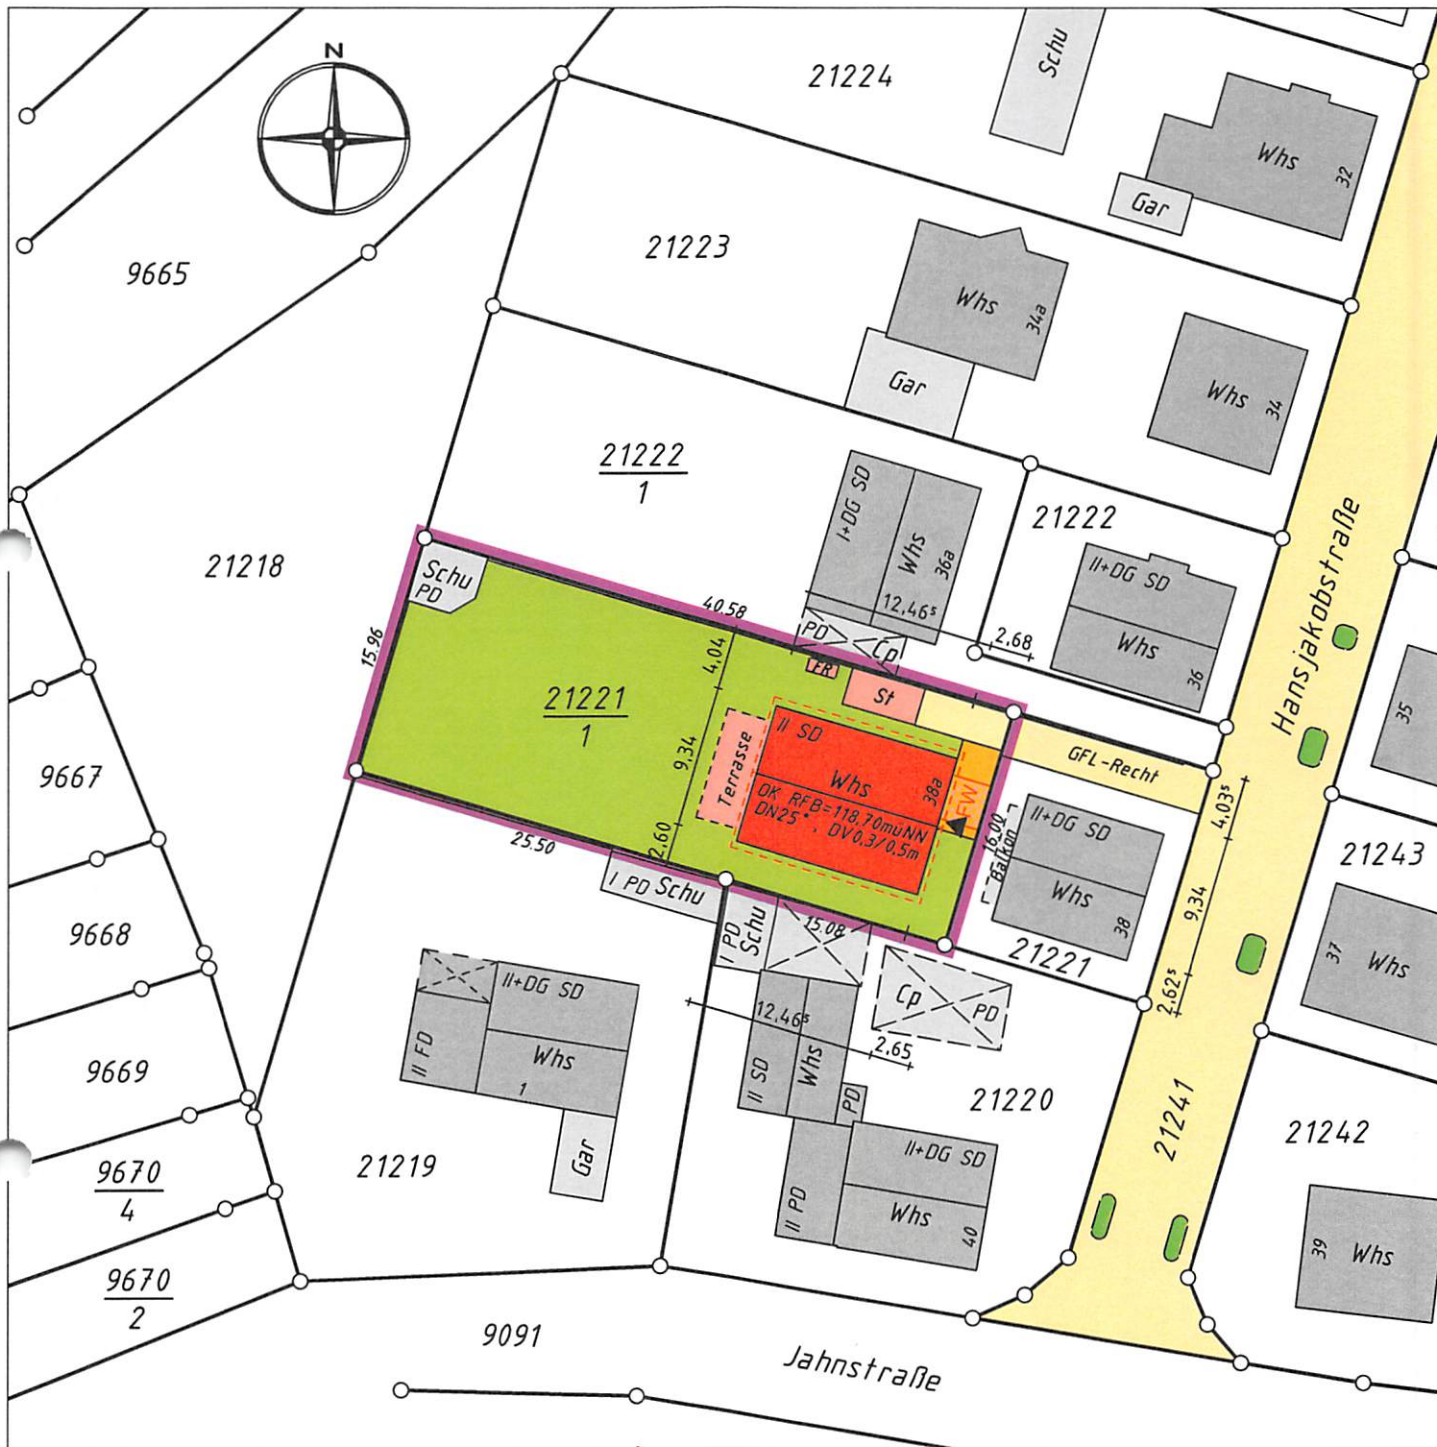 N
21224
Schu
Whs
32
Gar
21223
9665
Whs
34a
Gar
Whs
34
21222
1
I+DG SD
Whs
36a
21222
II+DG SD
Whs
36
Hansjakobstraße
21218
Schu
PD
40.58
12.46⁵
2.68
PD
Cp
15.96
4.04
FR
St
21221
1
9.34
Terrasse
II SD
Whs
38a
OK RFB=118,70müNN
DN25°, DV0,3/0,5m
FW
GFL-Recht
35
9667
2.60
25.50
16.00
Balkon
II+DG SD
Whs
38
4.03⁵
9.34
2.62⁵
21243
I PD Schu
I PD
Schu
15.08
21221
37
Whs
9668
II+DG SD
II FD
Whs
1
Gar
12.46⁵
2.65
Cp
PD
II SD
Whs
PD
21220
9669
21241
21242
21219
9670
4
II+DG SD
II PD
Whs
40
39
Whs
9670
2
9091
Jahnstraße